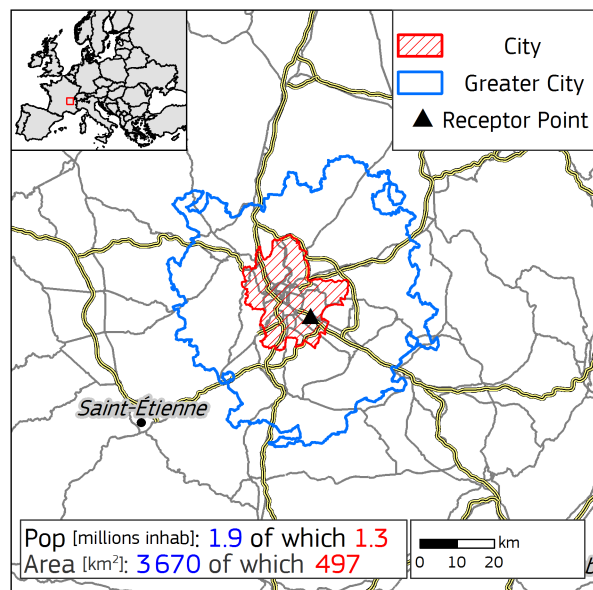 City
Greater City
Receptor Point
Saint-Étienne
Pop [millions inhab]: 1.9 of which 1.3
Area [km²]: 3670 of which 497
km
0 10 20